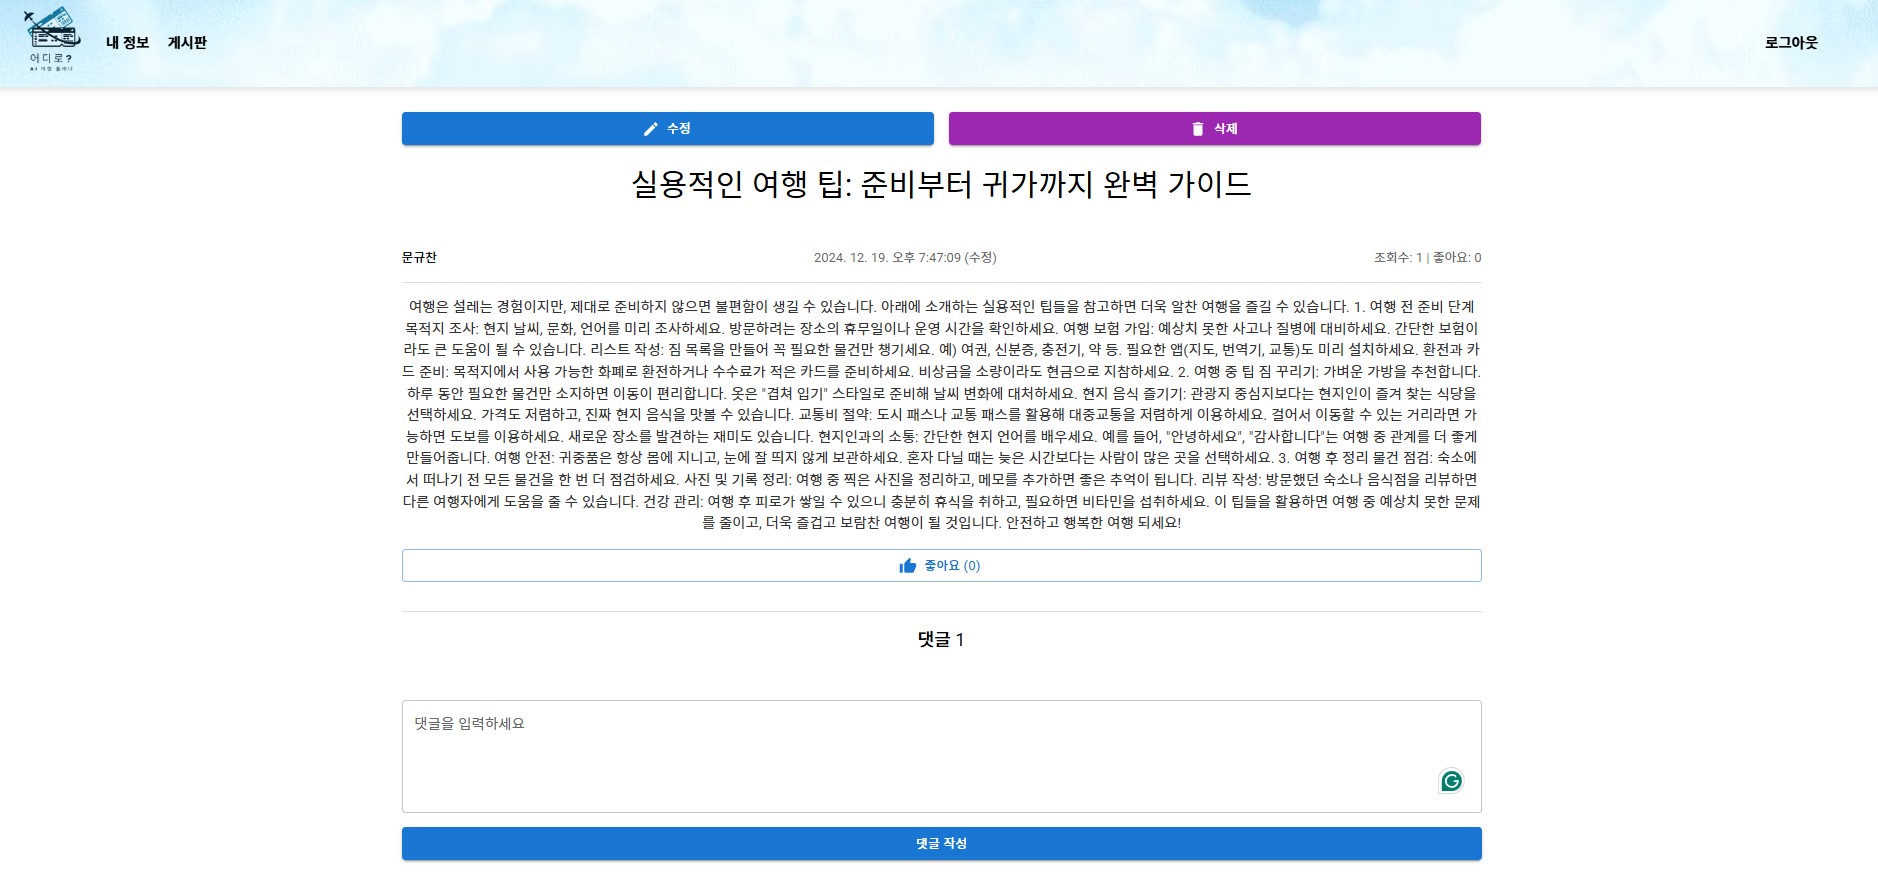 어디로?
AI 여행 플래너
내 정보
게시판
로그아웃
수정
삭제
실용적인 여행 팁: 준비부터 귀가까지 완벽 가이드
문규찬
2024. 12. 19. 오후 7:47:09 (수정)
조회수: 1 | 좋아요: 0
여행은 설레는 경험이지만, 제대로 준비하지 않으면 불편함이 생길 수 있습니다. 아래에 소개하는 실용적인 팁들을 참고하면 더욱 알찬 여행을 즐길 수 있습니다. 1. 여행 전 준비 단계
목적지 조사: 현지 날씨, 문화, 언어를 미리 조사하세요. 방문하려는 장소의 휴무일이나 운영 시간을 확인하세요. 여행 보험 가입: 예상치 못한 사고나 질병에 대비하세요. 간단한 보험이
라도 큰 도움이 될 수 있습니다. 리스트 작성: 짐 목록을 만들어 꼭 필요한 물건만 챙기세요. 예) 여권, 신분증, 충전기, 약 등. 필요한 앱(지도, 번역기, 교통)도 미리 설치하세요. 환전과 카
드 준비: 목적지에서 사용 가능한 화폐로 환전하거나 수수료가 적은 카드를 준비하세요. 비상금을 소량이라도 현금으로 지참하세요. 2. 여행 중 팁 짐 꾸리기: 가벼운 가방을 추천합니다.
하루 동안 필요한 물건만 소지하면 이동이 편리합니다. 옷은 "겹쳐 입기" 스타일로 준비해 날씨 변화에 대처하세요. 현지 음식 즐기기: 관광지 중심지보다는 현지인이 즐겨 찾는 식당을
선택하세요. 가격도 저렴하고, 진짜 현지 음식을 맛볼 수 있습니다. 교통비 절약: 도시 패스나 교통 패스를 활용해 대중교통을 저렴하게 이용하세요. 걸어서 이동할 수 있는 거리라면 가
능하면 도보를 이용하세요. 새로운 장소를 발견하는 재미도 있습니다. 현지인과의 소통: 간단한 현지 언어를 배우세요. 예를 들어, "안녕하세요", "감사합니다"는 여행 중 관계를 더 좋게
만들어줍니다. 여행 안전: 귀중품은 항상 몸에 지니고, 눈에 잘 띄지 않게 보관하세요. 혼자 다닐 때는 늦은 시간보다는 사람이 많은 곳을 선택하세요. 3. 여행 후 정리 물건 점검: 숙소에
서 떠나기 전 모든 물건을 한 번 더 점검하세요. 사진 및 기록 정리: 여행 중 찍은 사진을 정리하고, 메모를 추가하면 좋은 추억이 됩니다. 리뷰 작성: 방문했던 숙소나 음식점을 리뷰하면
다른 여행자에게 도움을 줄 수 있습니다. 건강 관리: 여행 후 피로가 쌓일 수 있으니 충분히 휴식을 취하고, 필요하면 비타민을 섭취하세요. 이 팁들을 활용하면 여행 중 예상치 못한 문제
를 줄이고, 더욱 즐겁고 보람찬 여행이 될 것입니다. 안전하고 행복한 여행 되세요!
좋아요 (0)
댓글 1
댓글을 입력하세요
댓글 작성